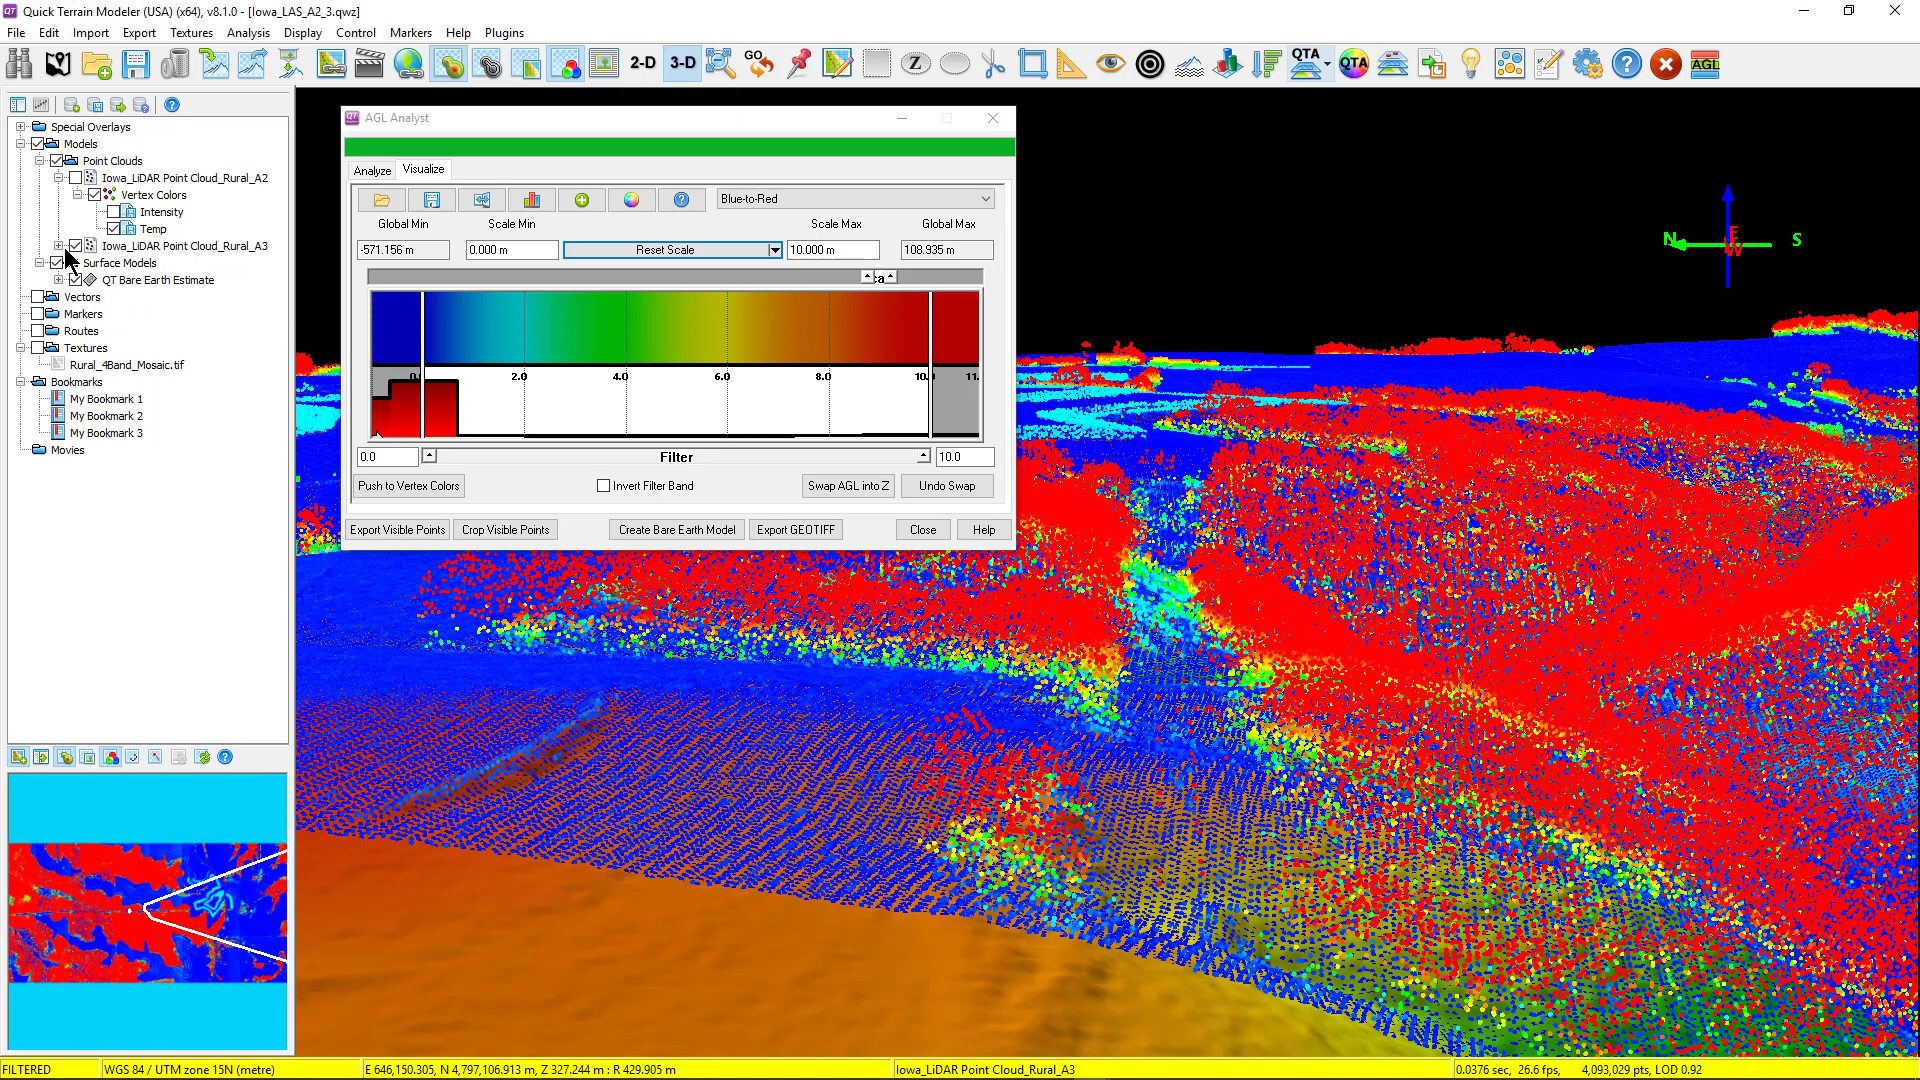 Quick Terrain Modeler (USA) (x64), v8.1.0 - [Iowa_LAS_A2_3.qwz]
File Edit Import Export Textures Analysis Display Control Markers Help Plugins
2-D 3-D GO Z QTA QTA AGL
Special Overlays
Models
Point Clouds
Iowa_LiDAR Point Cloud_Rural_A2
Vertex Colors
Intensity
Temp
Iowa_LiDAR Point Cloud_Rural_A3
Surface Models
QT Bare Earth Estimate
Vectors
Markers
Routes
Textures
Rural_4Band_Mosaic.tif
Bookmarks
My Bookmark 1
My Bookmark 2
My Bookmark 3
Movies
AGL Analyst
Analyze Visualize
Blue-to-Red
Global Min Scale Min Scale Max Global Max
-571.156 m 0.000 m Reset Scale 10.000 m 108.935 m
2.0 4.0 6.0 8.0 10. 11.
0.0 Filter 10.0
Push to Vertex Colors Invert Filter Band Swap AGL into Z Undo Swap
Export Visible Points Crop Visible Points Create Bare Earth Model Export GEOTIFF Close Help
N E W S
FILTERED WGS 84 / UTM zone 15N (metre) E 646,150.305, N 4,797,106.913 m, Z 327.244 m : R 429.905 m Iowa_LiDAR Point Cloud_Rural_A3 0.0376 sec, 26.6 fps, 4,093,029 pts, LOD 0.92